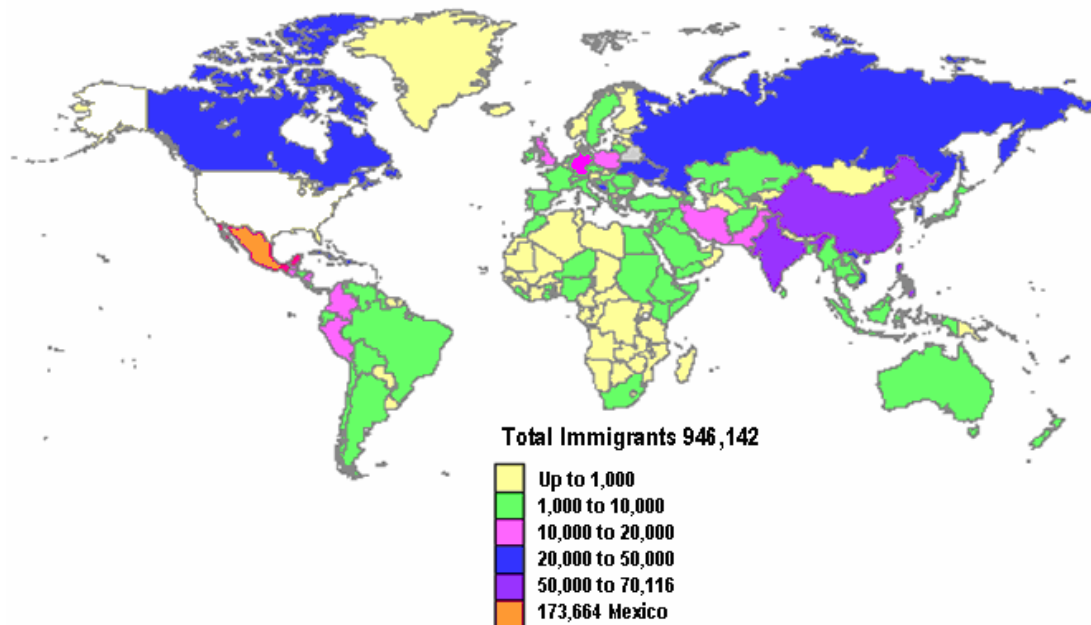 Total Immigrants 946,142
Up to 1,000
1,000 to 10,000
10,000 to 20,000
20,000 to 50,000
50,000 to 70,116
173,664 Mexico